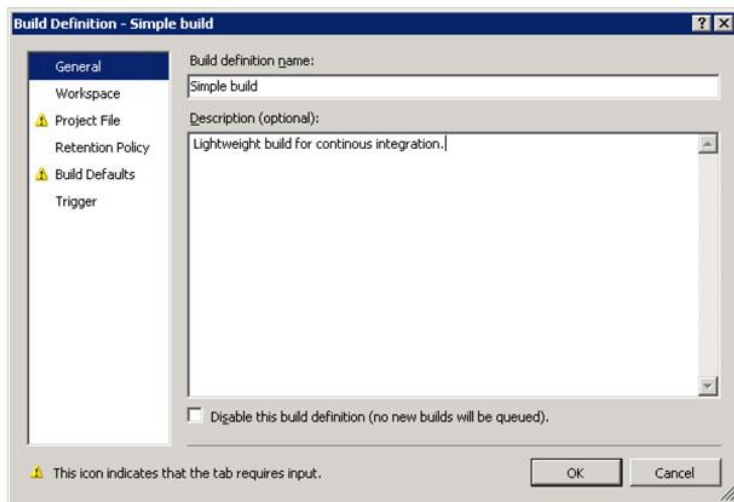 Build Definition - Simple build
General
Workspace
Project File
Retention Policy
Build Defaults
Trigger
Build definition name:
Simple build
Description (optional):
Lightweight build for continous integration.
Disable this build definition (no new builds will be queued).
This icon indicates that the tab requires input.
OK
Cancel